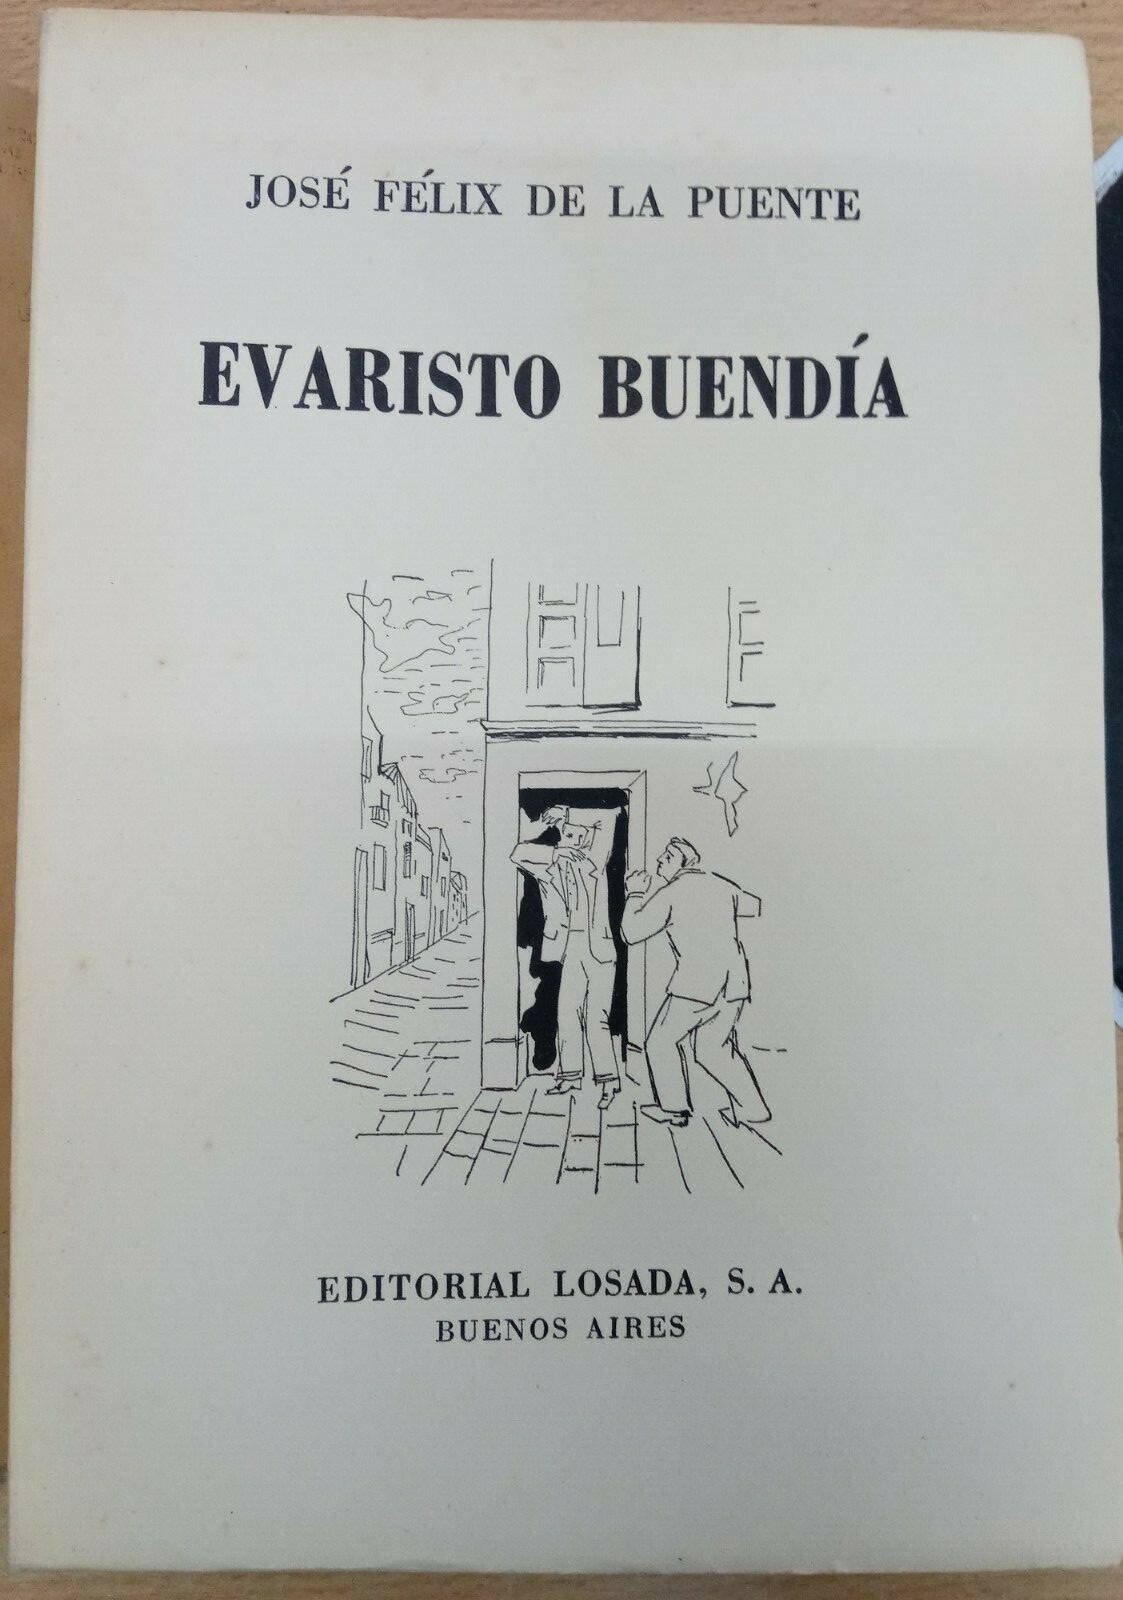 JOSÉ FÉLIX DE LA PUENTE
EVARISTO BUENDÍA
EDITORIAL LOSADA, S. A.
BUENOS AIRES